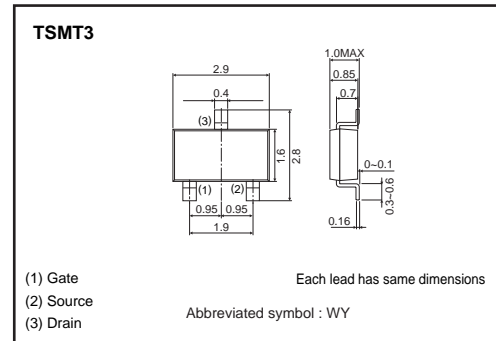 TSMT3
1.0MAX
2.9
0.85
0.4
0.7
(3)
1.6
2.8
(1)
(2)
0~0.1
0.3~0.6
0.95
0.95
0.16
1.9
(1) Gate
Each lead has same dimensions
(2) Source
Abbreviated symbol : WY
(3) Drain